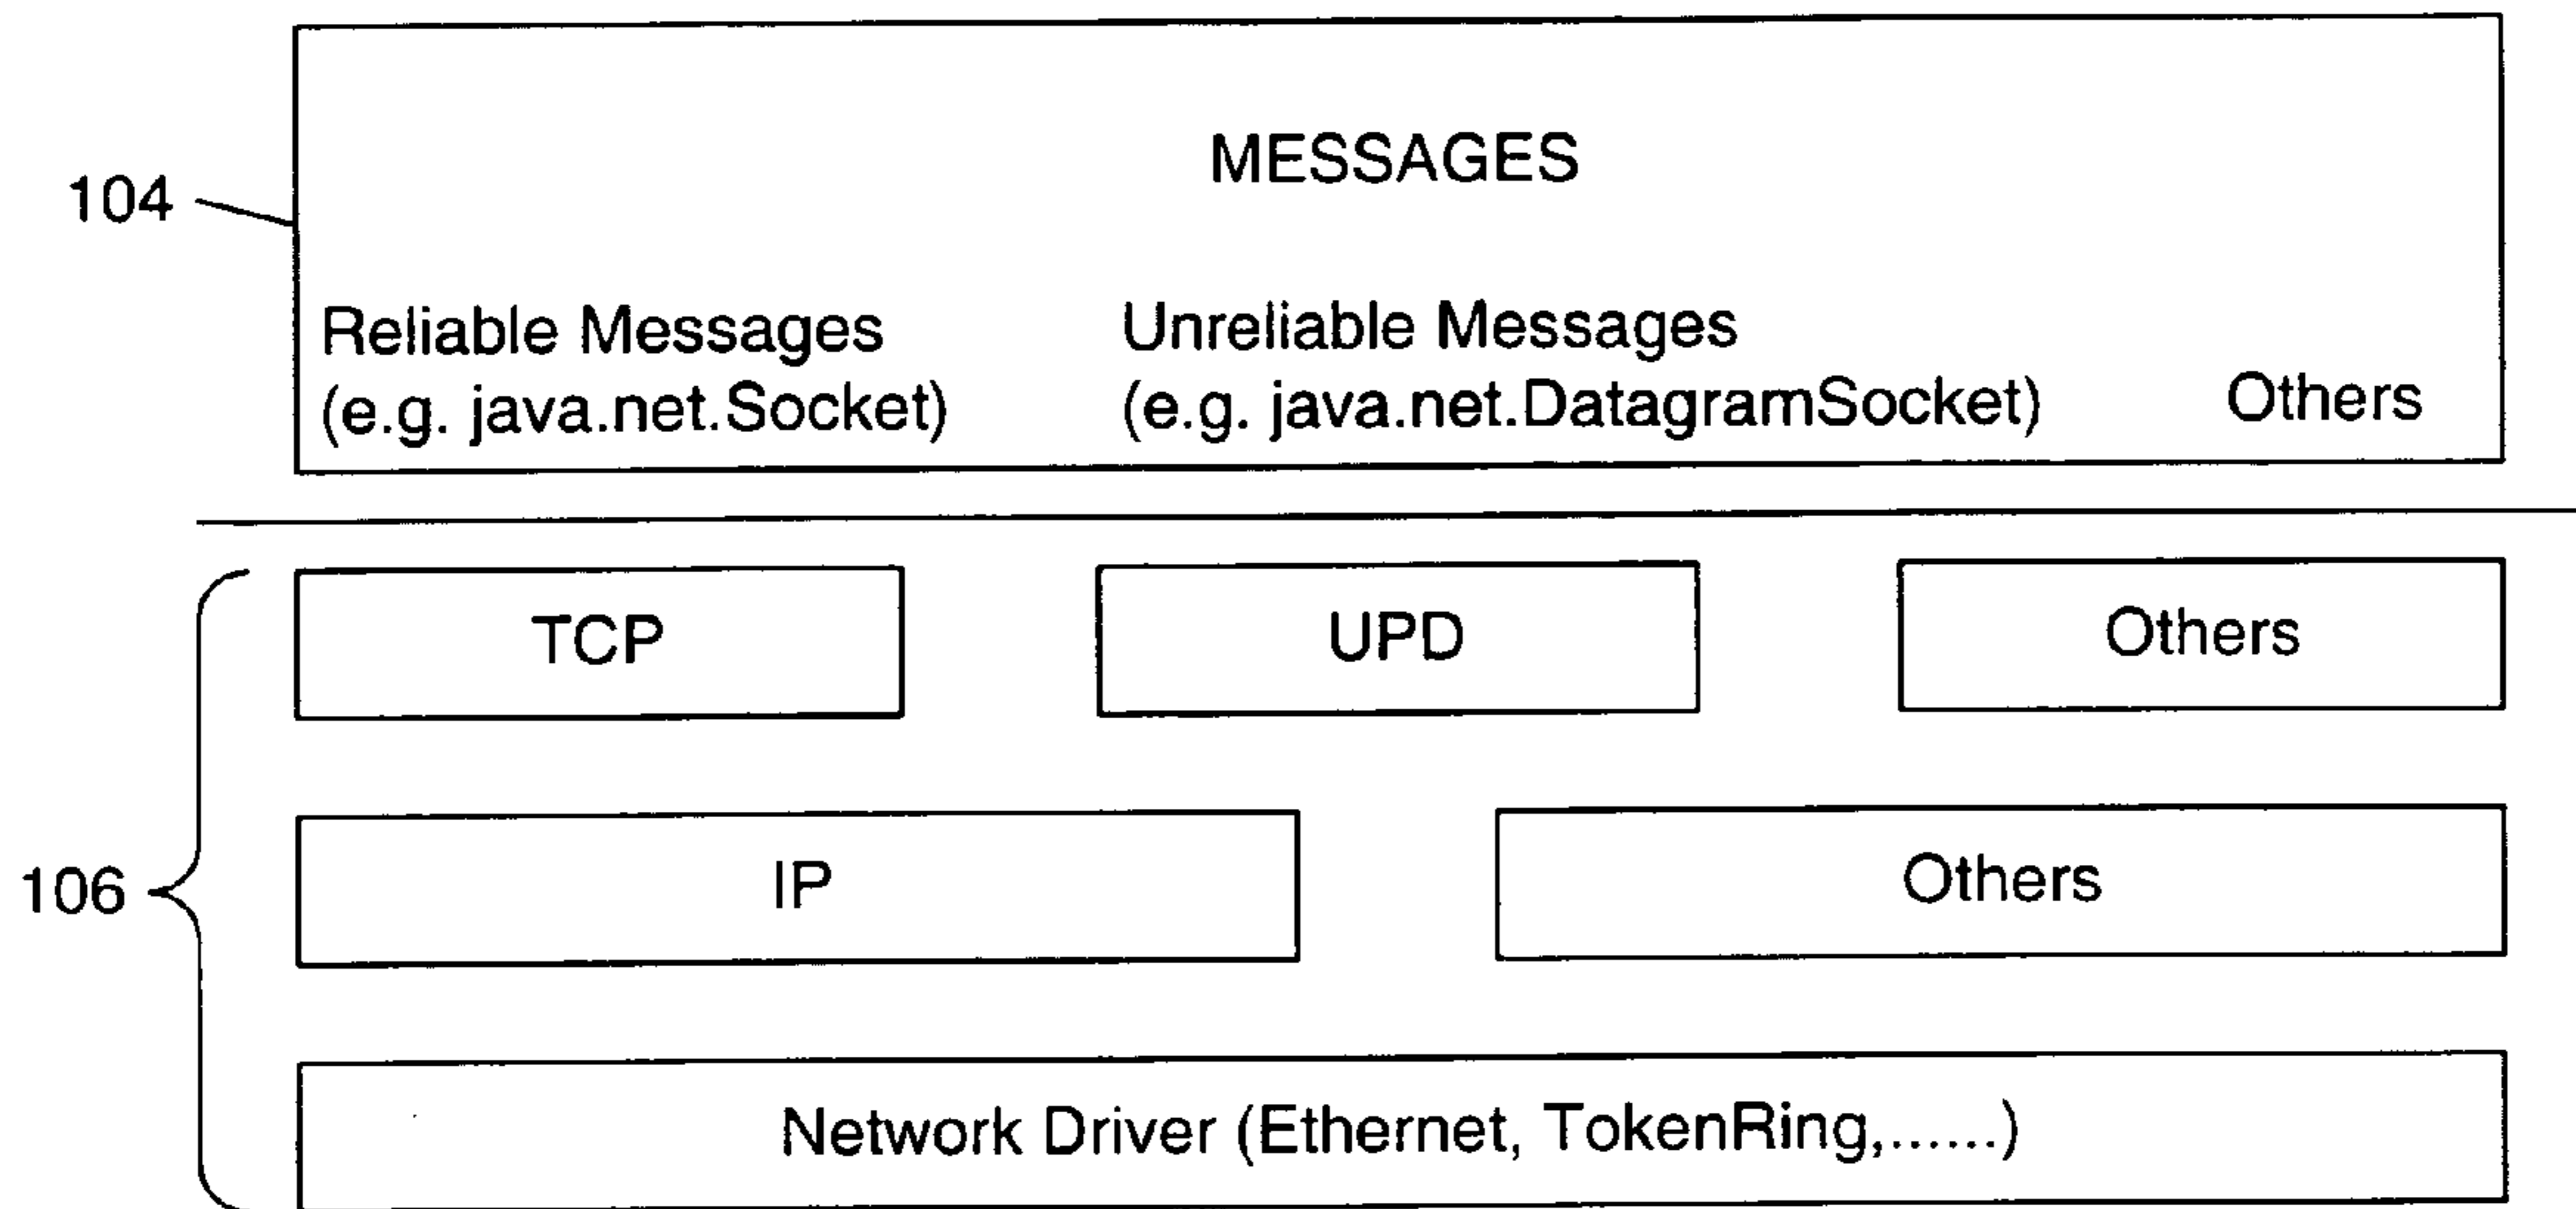 MESSAGES
104
Reliable Messages
(e.g. java.net.Socket)
Unreliable Messages
(e.g. java.net.DatagramSocket)
Others
TCP
UPD
Others
106
IP
Others
Network Driver (Ethernet, TokenRing,......)